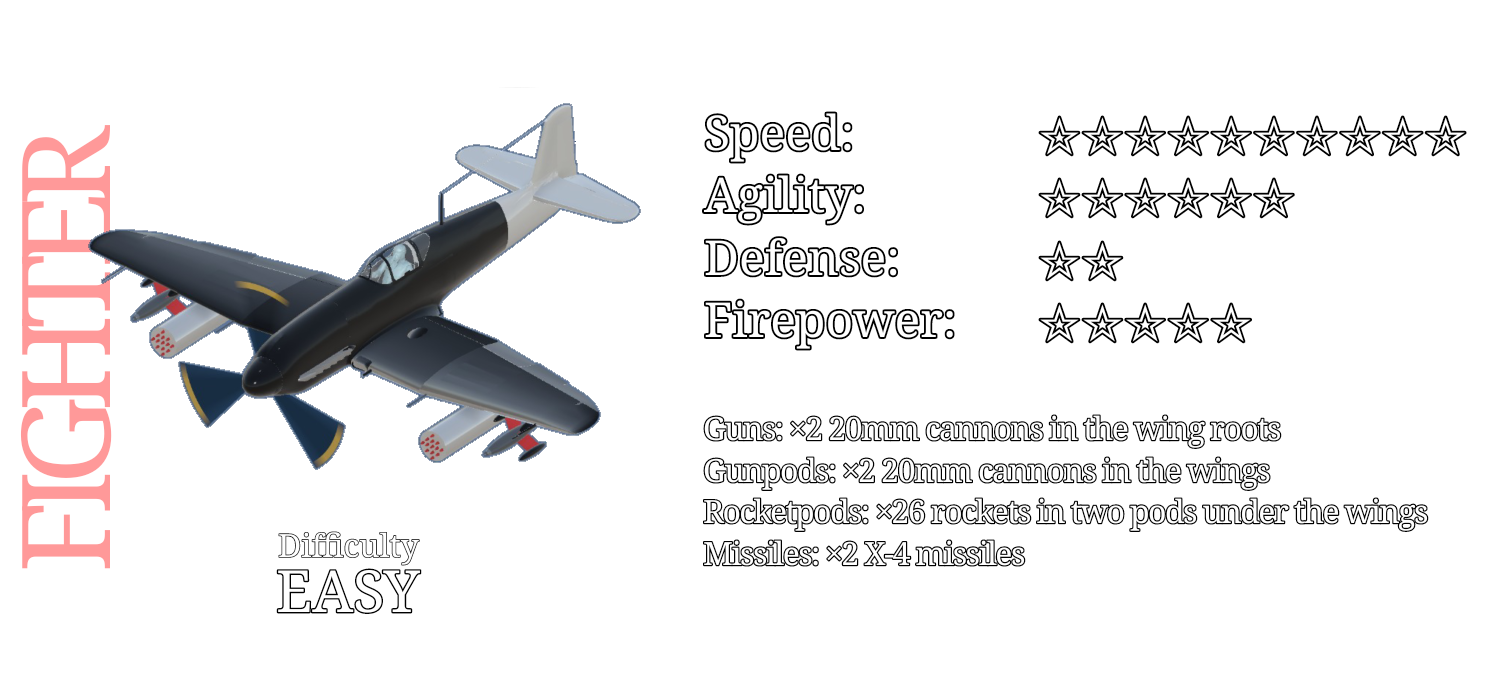 FIGHTER
Speed: ☆☆☆☆☆☆☆☆☆☆
Agility: ☆☆☆☆☆☆
Defense: ☆☆
Firepower: ☆☆☆☆☆
Guns: ×2 20mm cannons in the wing roots
Gunpods: ×2 20mm cannons in the wings
Rocketpods: ×26 rockets in two pods under the wings
Missiles: ×2 X-4 missiles
Difficulty
EASY